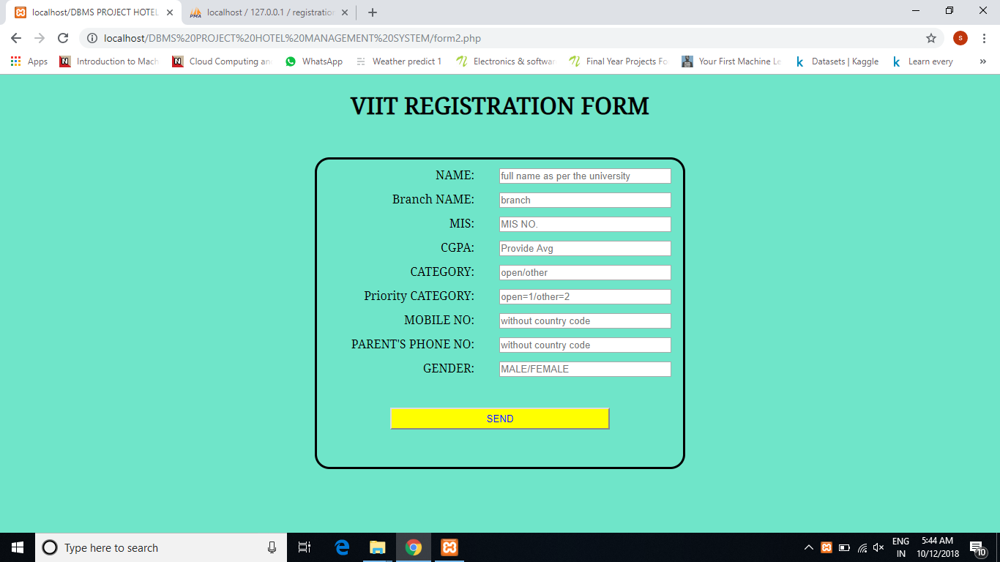 localhost/DBMS PROJECT HOTEL
localhost / 127.0.0.1 / registration
localhost/DBMS%20PROJECT%20HOTEL%20MANAGEMENT%20SYSTEM/form2.php
S
Apps Introduction to Mach Cloud Computing an WhatsApp Weather predict 1 Electronics & softwar Final Year Projects Fo Your First Machine Le Datasets | Kaggle Learn every
VIIT REGISTRATION FORM
NAME: full name as per the university
Branch NAME: branch
MIS: MIS NO.
CGPA: Provide Avg
CATEGORY: open/other
Priority CATEGORY: open=1/other=2
MOBILE NO: without country code
PARENT'S PHONE NO: without country code
GENDER: MALE/FEMALE
SEND
Type here to search
ENG
IN
5:44 AM
10/12/2018
10